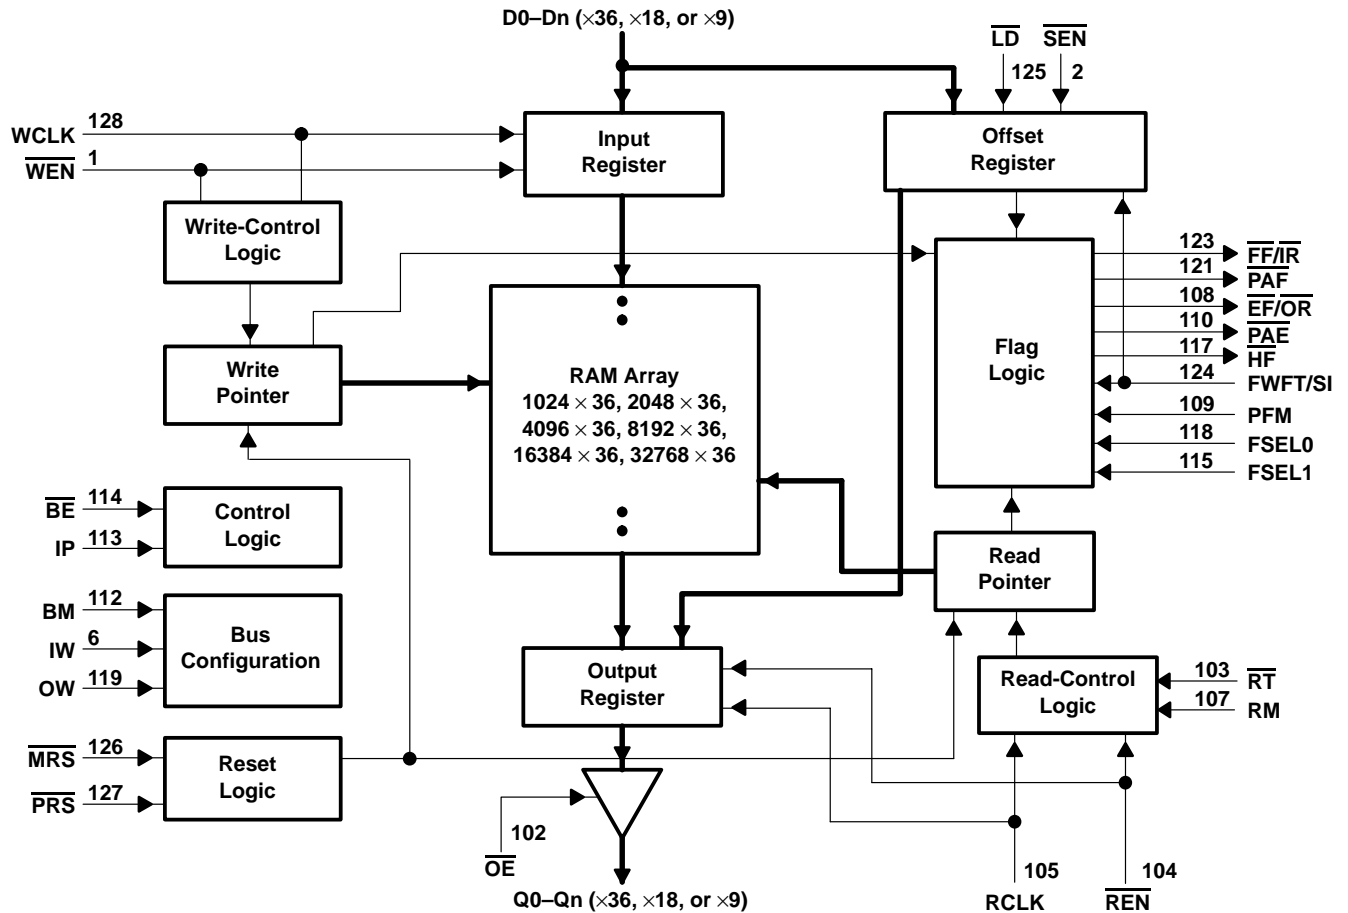 D0–Dn (×36, ×18, or ×9)
LD SEN
125 2
WCLK 128
WEN 1
Input
Register
Offset
Register
Write-Control
Logic
123 FF/IR
121 PAF
108 EF/OR
110 PAE
117 HF
124 FWFT/SI
109 PFM
118 FSEL0
115 FSEL1
Flag
Logic
Write
Pointer
RAM Array
1024 × 36, 2048 × 36,
4096 × 36, 8192 × 36,
16384 × 36, 32768 × 36
BE 114
IP 113
Control
Logic
Read
Pointer
BM 112
IW 6
OW 119
Bus
Configuration
Output
Register
Read-Control
Logic
103 RT
107 RM
MRS 126
PRS 127
Reset
Logic
102
OE
105
RCLK
104
REN
Q0–Qn (×36, ×18, or ×9)